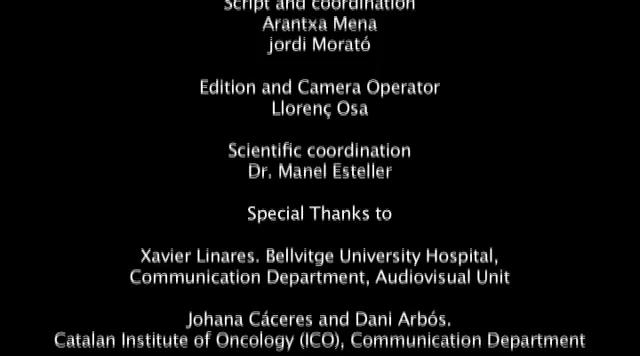 Script and coordination
Arantxa Mena
jordi Morató
Edition and Camera Operator
Llorenç Osa
Scientific coordination
Dr. Manel Esteller
Special Thanks to
Xavier Linares. Bellvitge University Hospital,
Communication Department, Audiovisual Unit
Johana Cáceres and Dani Arbós.
Catalan Institute of Oncology (ICO), Communication Department